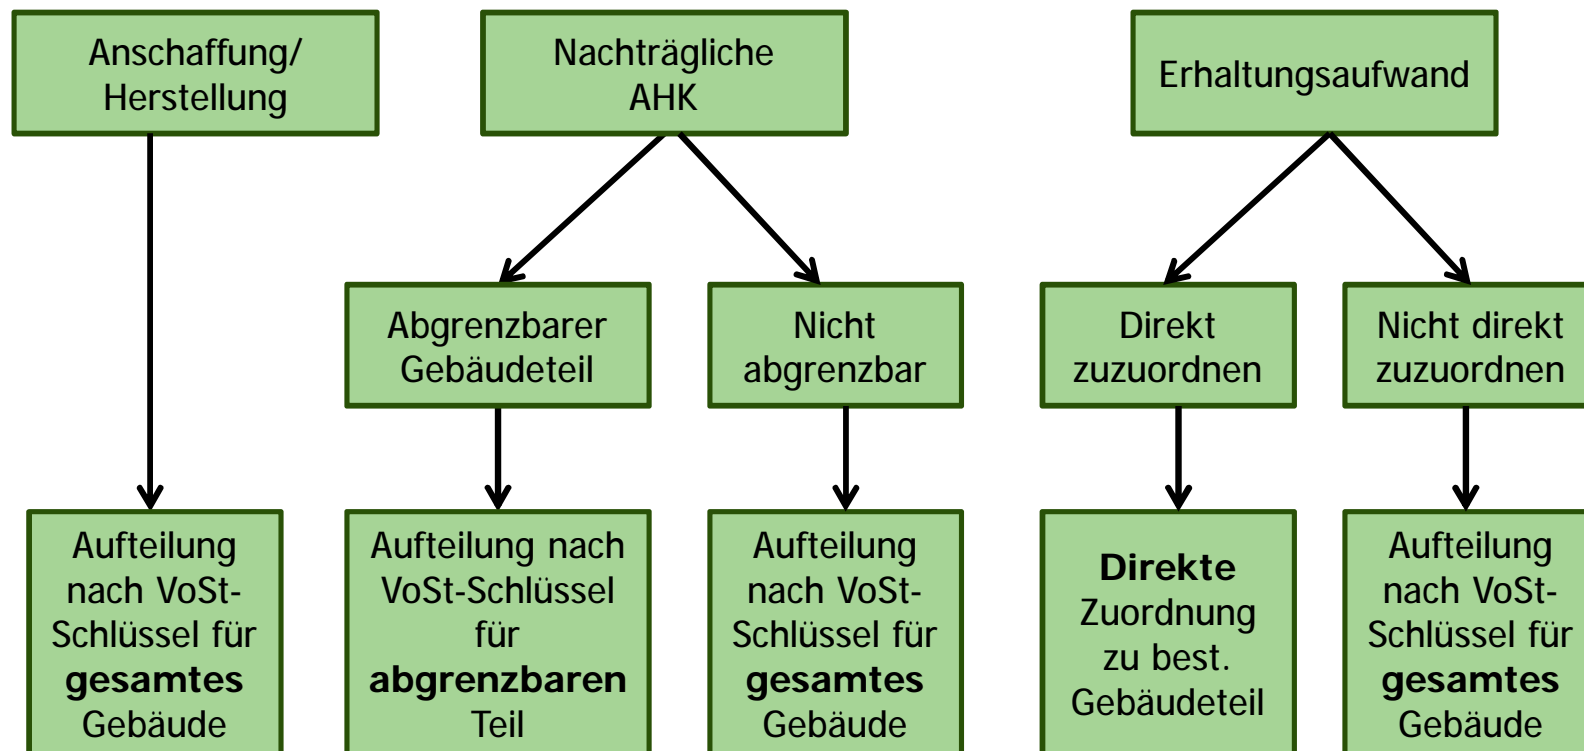 Anschaffung/
Herstellung
Nachträgliche
AHK
Erhaltungsaufwand
Abgrenzbarer
Gebäudeteil
Nicht
abgrenzbar
Direkt
zuzuordnen
Nicht direkt
zuzuordnen
Aufteilung
nach VoSt-
Schlüssel für
gesamtes
Gebäude
Aufteilung nach
VoSt-Schlüssel
für
abgrenzbaren
Teil
Aufteilung
nach VoSt-
Schlüssel für
gesamtes
Gebäude
Direkte
Zuordnung
zu best.
Gebäudeteil
Aufteilung
nach VoSt-
Schlüssel für
gesamtes
Gebäude